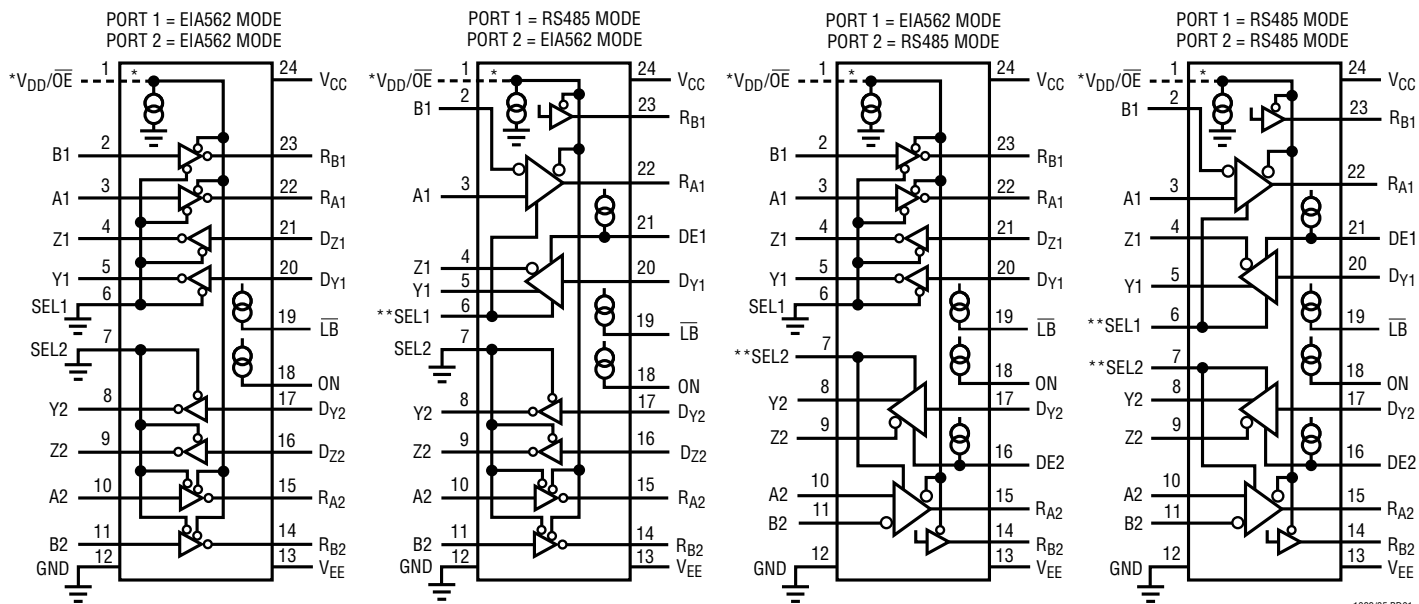 PORT 1 = EIA562 MODE
PORT 2 = EIA562 MODE
*VDD/OE 1 * 24 VCC
B1 2 23 RB1
A1 3 22 RA1
Z1 4 21 DZ1
Y1 5 20 DY1
SEL1 6
19 LB
SEL2 7
18 ON
Y2 8 17 DY2
Z2 9 16 DZ2
A2 10 15 RA2
B2 11 14 RB2
GND 12 13 VEE
PORT 1 = RS485 MODE
PORT 2 = EIA562 MODE
*VDD/OE 1 * 24 VCC
B1 2 23 RB1
A1 3 22 RA1
21 DE1
Z1 4
20 DY1
Y1 5
**SEL1 6
19 LB
SEL2 7
18 ON
Y2 8 17 DY2
Z2 9 16 DZ2
A2 10 15 RA2
B2 11 14 RB2
GND 12 13 VEE
PORT 1 = EIA562 MODE
PORT 2 = RS485 MODE
*VDD/OE 1 * 24 VCC
B1 2 23 RB1
A1 3 22 RA1
Z1 4 21 DZ1
Y1 5 20 DY1
SEL1 6
19 LB
**SEL2 7
18 ON
Y2 8 17 DY2
Z2 9
16 DE2
A2 10 15 RA2
B2 11
14 RB2
GND 12 13 VEE
PORT 1 = RS485 MODE
PORT 2 = RS485 MODE
*VDD/OE 1 * 24 VCC
B1 2 23 RB1
A1 3 22 RA1
Z1 4 21 DE1
Y1 5 20 DY1
**SEL1 6 19 LB
**SEL2 7
18 ON
Y2 8 17 DY2
Z2 9
16 DE2
A2 10 15 RA2
B2 11
14 RB2
GND 12 13 VEE